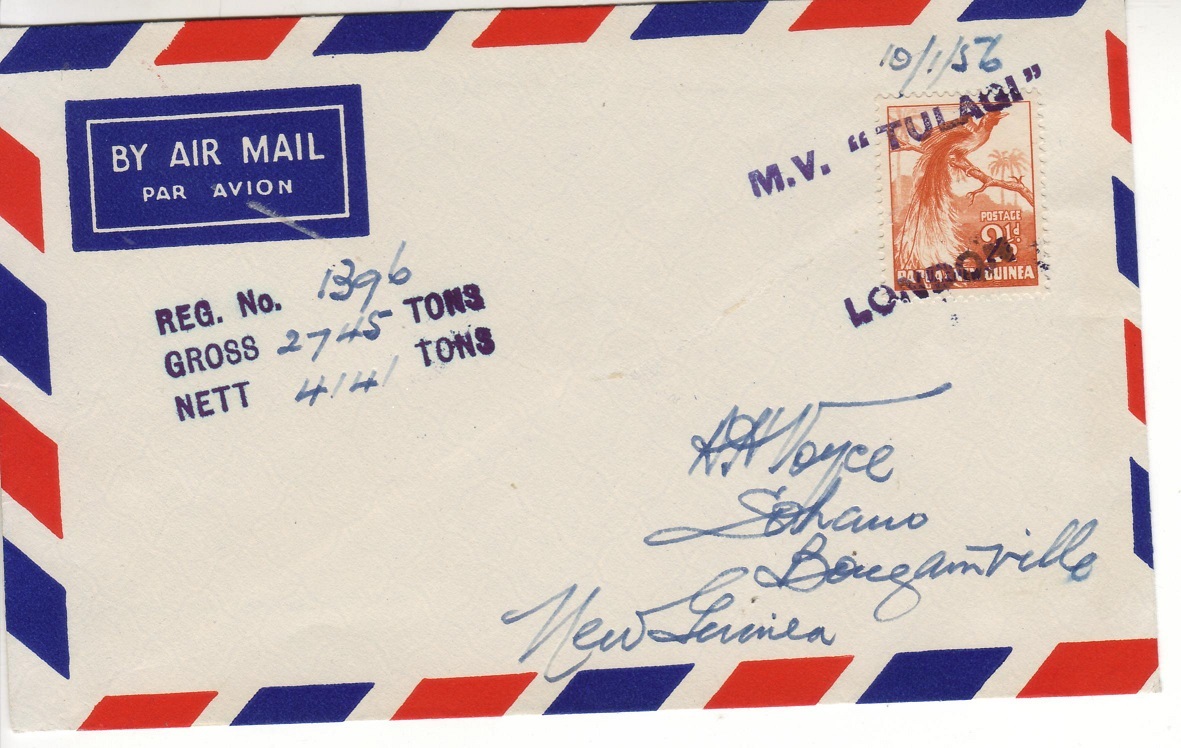 10/1/56
BY AIR MAIL
PAR AVION
M.V. "TULAGI"
POSTAGE
2½d
PAPUA & NEW GUINEA
LONDON
REG. No. 1396
GROSS 2745 TONS
NETT 4141 TONS
A H Voyce
Sohano
Bougainville
New Guinea